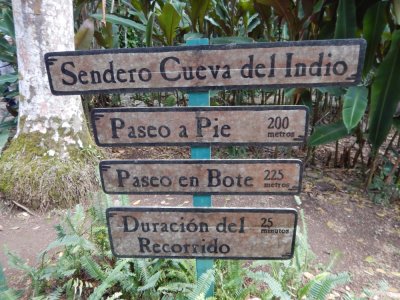 Sendero Cueva del Indio
Paseo a Pie 200 metros
Paseo en Bote 225 metros
Duración del 25 minutos
Recorrido